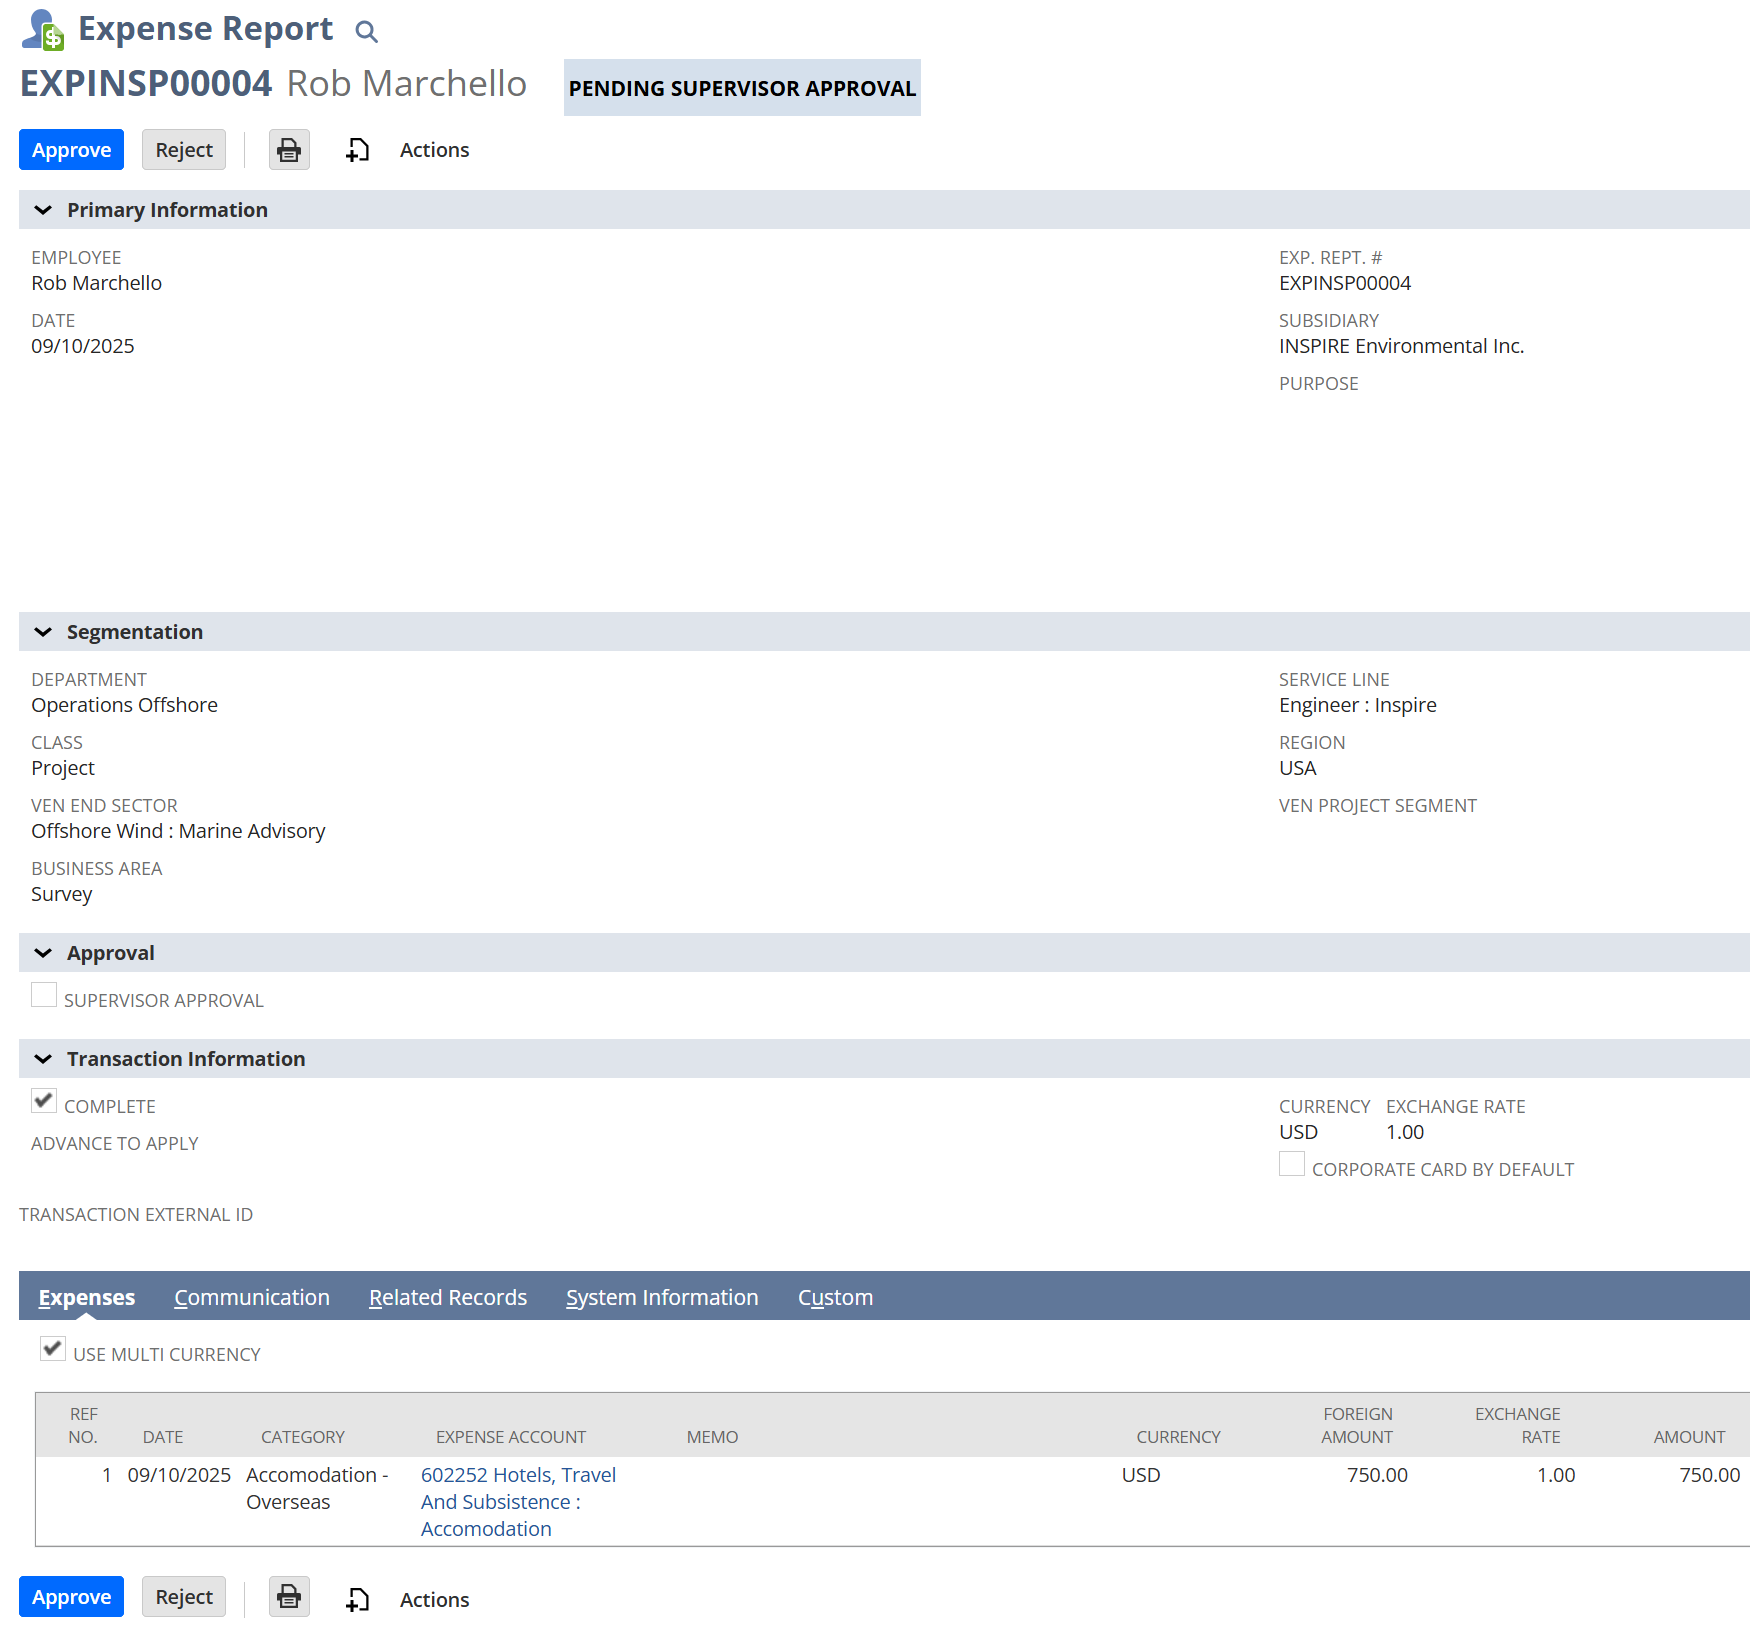 Expense Report
EXPINSP00004 Rob Marchello PENDING SUPERVISOR APPROVAL
Approve Reject Actions
Primary Information
EMPLOYEE
Rob Marchello
DATE
09/10/2025
EXP. REPT. #
EXPINSP00004
SUBSIDIARY
INSPIRE Environmental Inc.
PURPOSE
Segmentation
DEPARTMENT
Operations Offshore
CLASS
Project
VEN END SECTOR
Offshore Wind : Marine Advisory
BUSINESS AREA
Survey
SERVICE LINE
Engineer : Inspire
REGION
USA
VEN PROJECT SEGMENT
Approval
SUPERVISOR APPROVAL
Transaction Information
COMPLETE
ADVANCE TO APPLY
CURRENCY EXCHANGE RATE
USD 1.00
CORPORATE CARD BY DEFAULT
TRANSACTION EXTERNAL ID
Expenses Communication Related Records System Information Custom
USE MULTI CURRENCY
REF FOREIGN EXCHANGE
NO. DATE CATEGORY EXPENSE ACCOUNT MEMO CURRENCY AMOUNT RATE AMOUNT
1 09/10/2025 Accomodation - 602252 Hotels, Travel USD 750.00 1.00 750.00
Overseas And Subsistence :
Accomodation
Approve Reject Actions